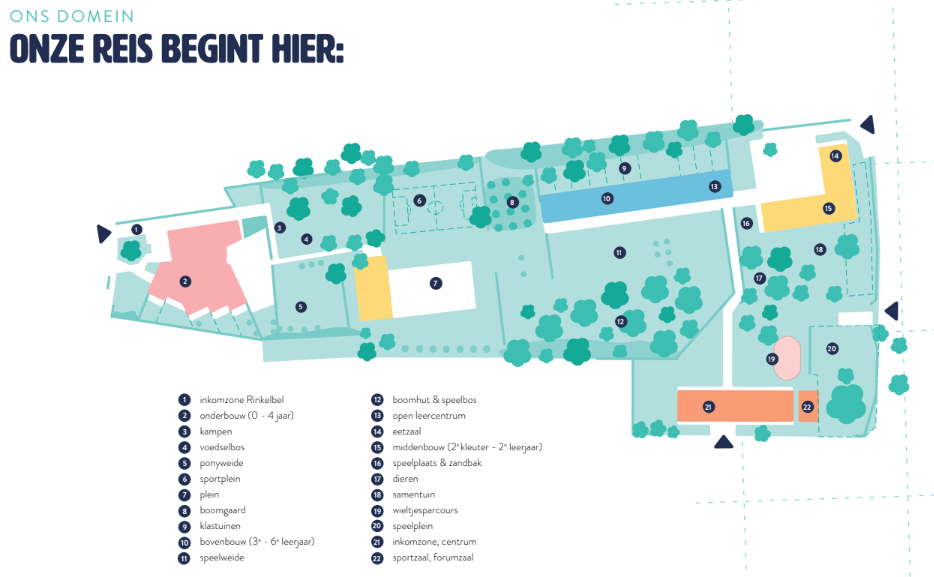 ONS DOMEIN
ONZE REIS BEGINT HIER:
1 inkomzone Rinkelbel
2 onderbouw (0 - 4 jaar)
3 kampen
4 voedselbos
5 ponyweide
6 sportplein
7 plein
8 boomgaard
9 klastuinen
10 bovenbouw (3ᵉ - 6ᵉ leerjaar)
11 speelweide
12 boomhut & speelbos
13 open leercentrum
14 eetzaal
15 middenbouw (2ᵉ kleuter - 2ᵉ leerjaar)
16 speelplaats & zandbak
17 dieren
18 samentuin
19 wieltjesparcours
20 speelplein
21 inkomzone, centrum
22 sportzaal, forumzaal